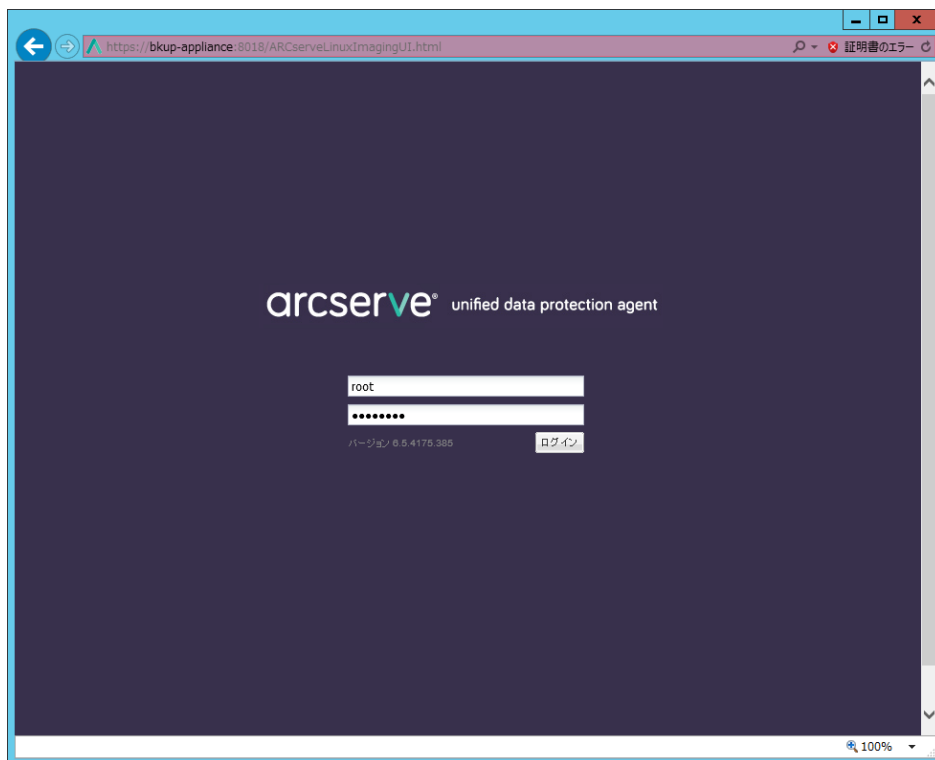 https://bkup-appliance:8018/ARCserveLinuxImagingUI.html
証明書のエラー
arcserve® unified data protection agent
root
••••••••
バージョン 6.5.4175.385
ログイン
100%